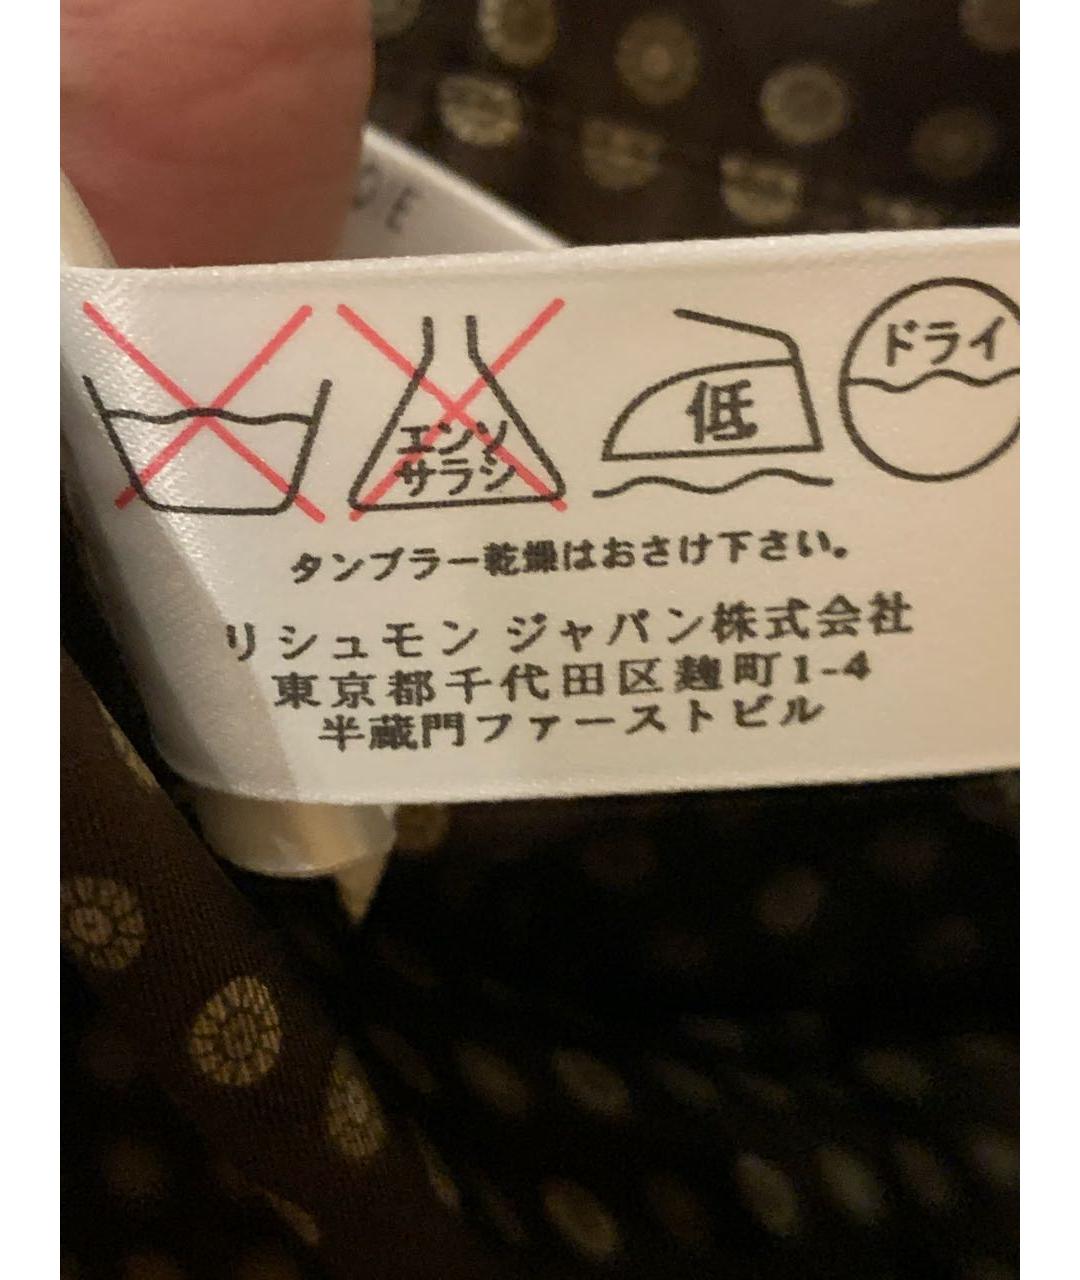 OE
ドライ
エンソ
サラシ
低
タンブラー乾燥はおさけ下さい。
リシュモン ジャパン株式会社
東京都千代田区麹町1-4
半蔵門ファーストビル